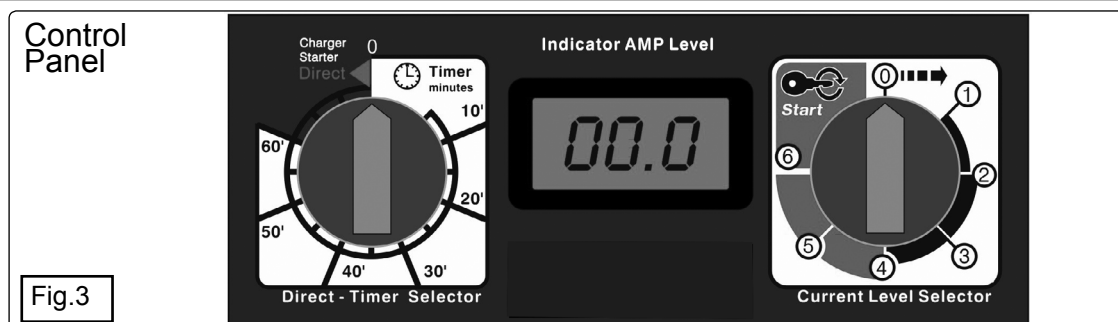 Control
Panel
Charger
Starter
Direct
0
Timer
minutes
10'
20'
30'
40'
50'
60'
Direct - Timer Selector
Indicator AMP Level
00.0
Start
0
1
2
3
4
5
6
Current Level Selector
Fig.3